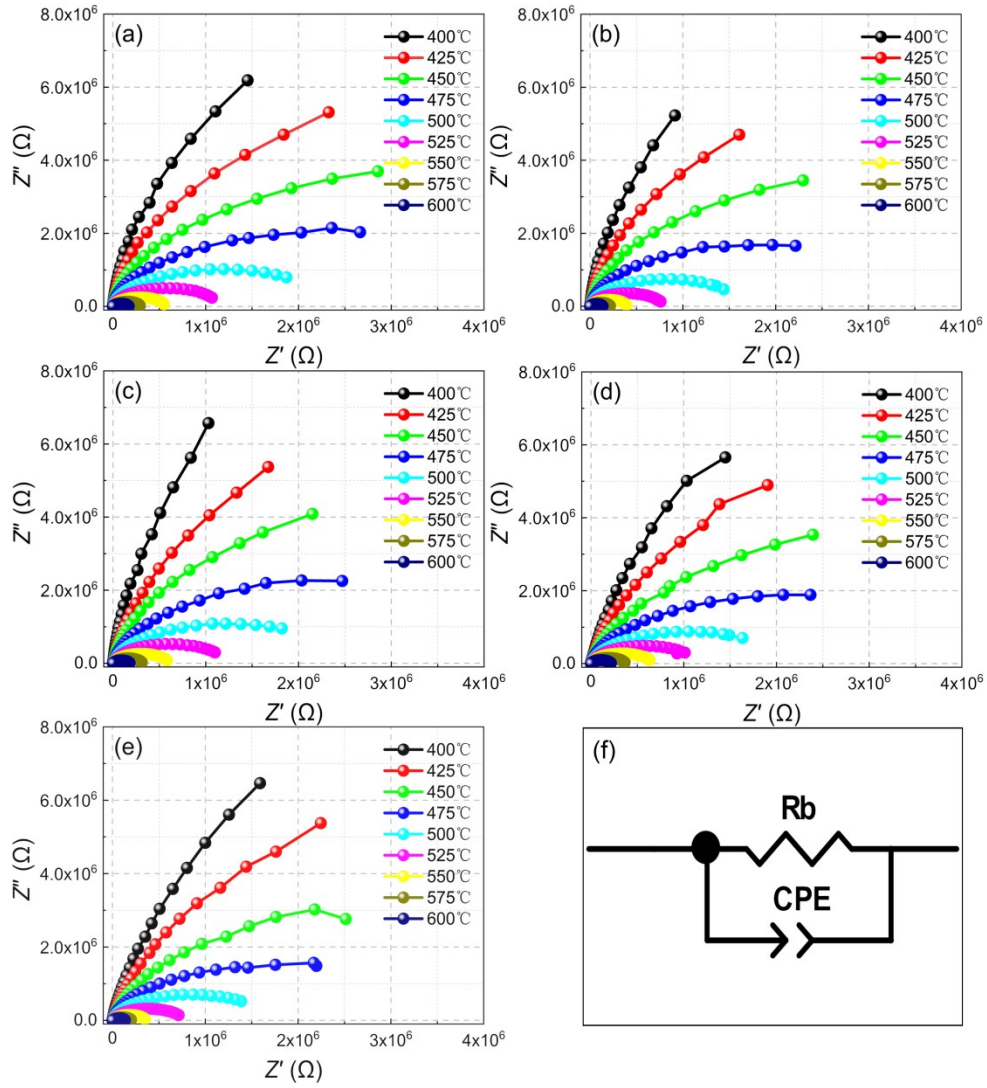 (a)
8.0x10⁶
6.0x10⁶
4.0x10⁶
2.0x10⁶
0.0
Z'' (Ω)
400℃
425℃
450℃
475℃
500℃
525℃
550℃
575℃
600℃
0 1x10⁶ 2x10⁶ 3x10⁶ 4x10⁶
Z' (Ω)
(b)
8.0x10⁶
6.0x10⁶
4.0x10⁶
2.0x10⁶
0.0
Z'' (Ω)
400℃
425℃
450℃
475℃
500℃
525℃
550℃
575℃
600℃
0 1x10⁶ 2x10⁶ 3x10⁶ 4x10⁶
Z' (Ω)
(c)
8.0x10⁶
6.0x10⁶
4.0x10⁶
2.0x10⁶
0.0
Z'' (Ω)
400℃
425℃
450℃
475℃
500℃
525℃
550℃
575℃
600℃
0 1x10⁶ 2x10⁶ 3x10⁶ 4x10⁶
Z' (Ω)
(d)
8.0x10⁶
6.0x10⁶
4.0x10⁶
2.0x10⁶
0.0
Z'' (Ω)
400℃
425℃
450℃
475℃
500℃
525℃
550℃
575℃
600℃
0 1x10⁶ 2x10⁶ 3x10⁶ 4x10⁶
Z' (Ω)
(e)
8.0x10⁶
6.0x10⁶
4.0x10⁶
2.0x10⁶
0.0
Z'' (Ω)
400℃
425℃
450℃
475℃
500℃
525℃
550℃
575℃
600℃
0 1x10⁶ 2x10⁶ 3x10⁶ 4x10⁶
Z' (Ω)
(f)
Rb
CPE